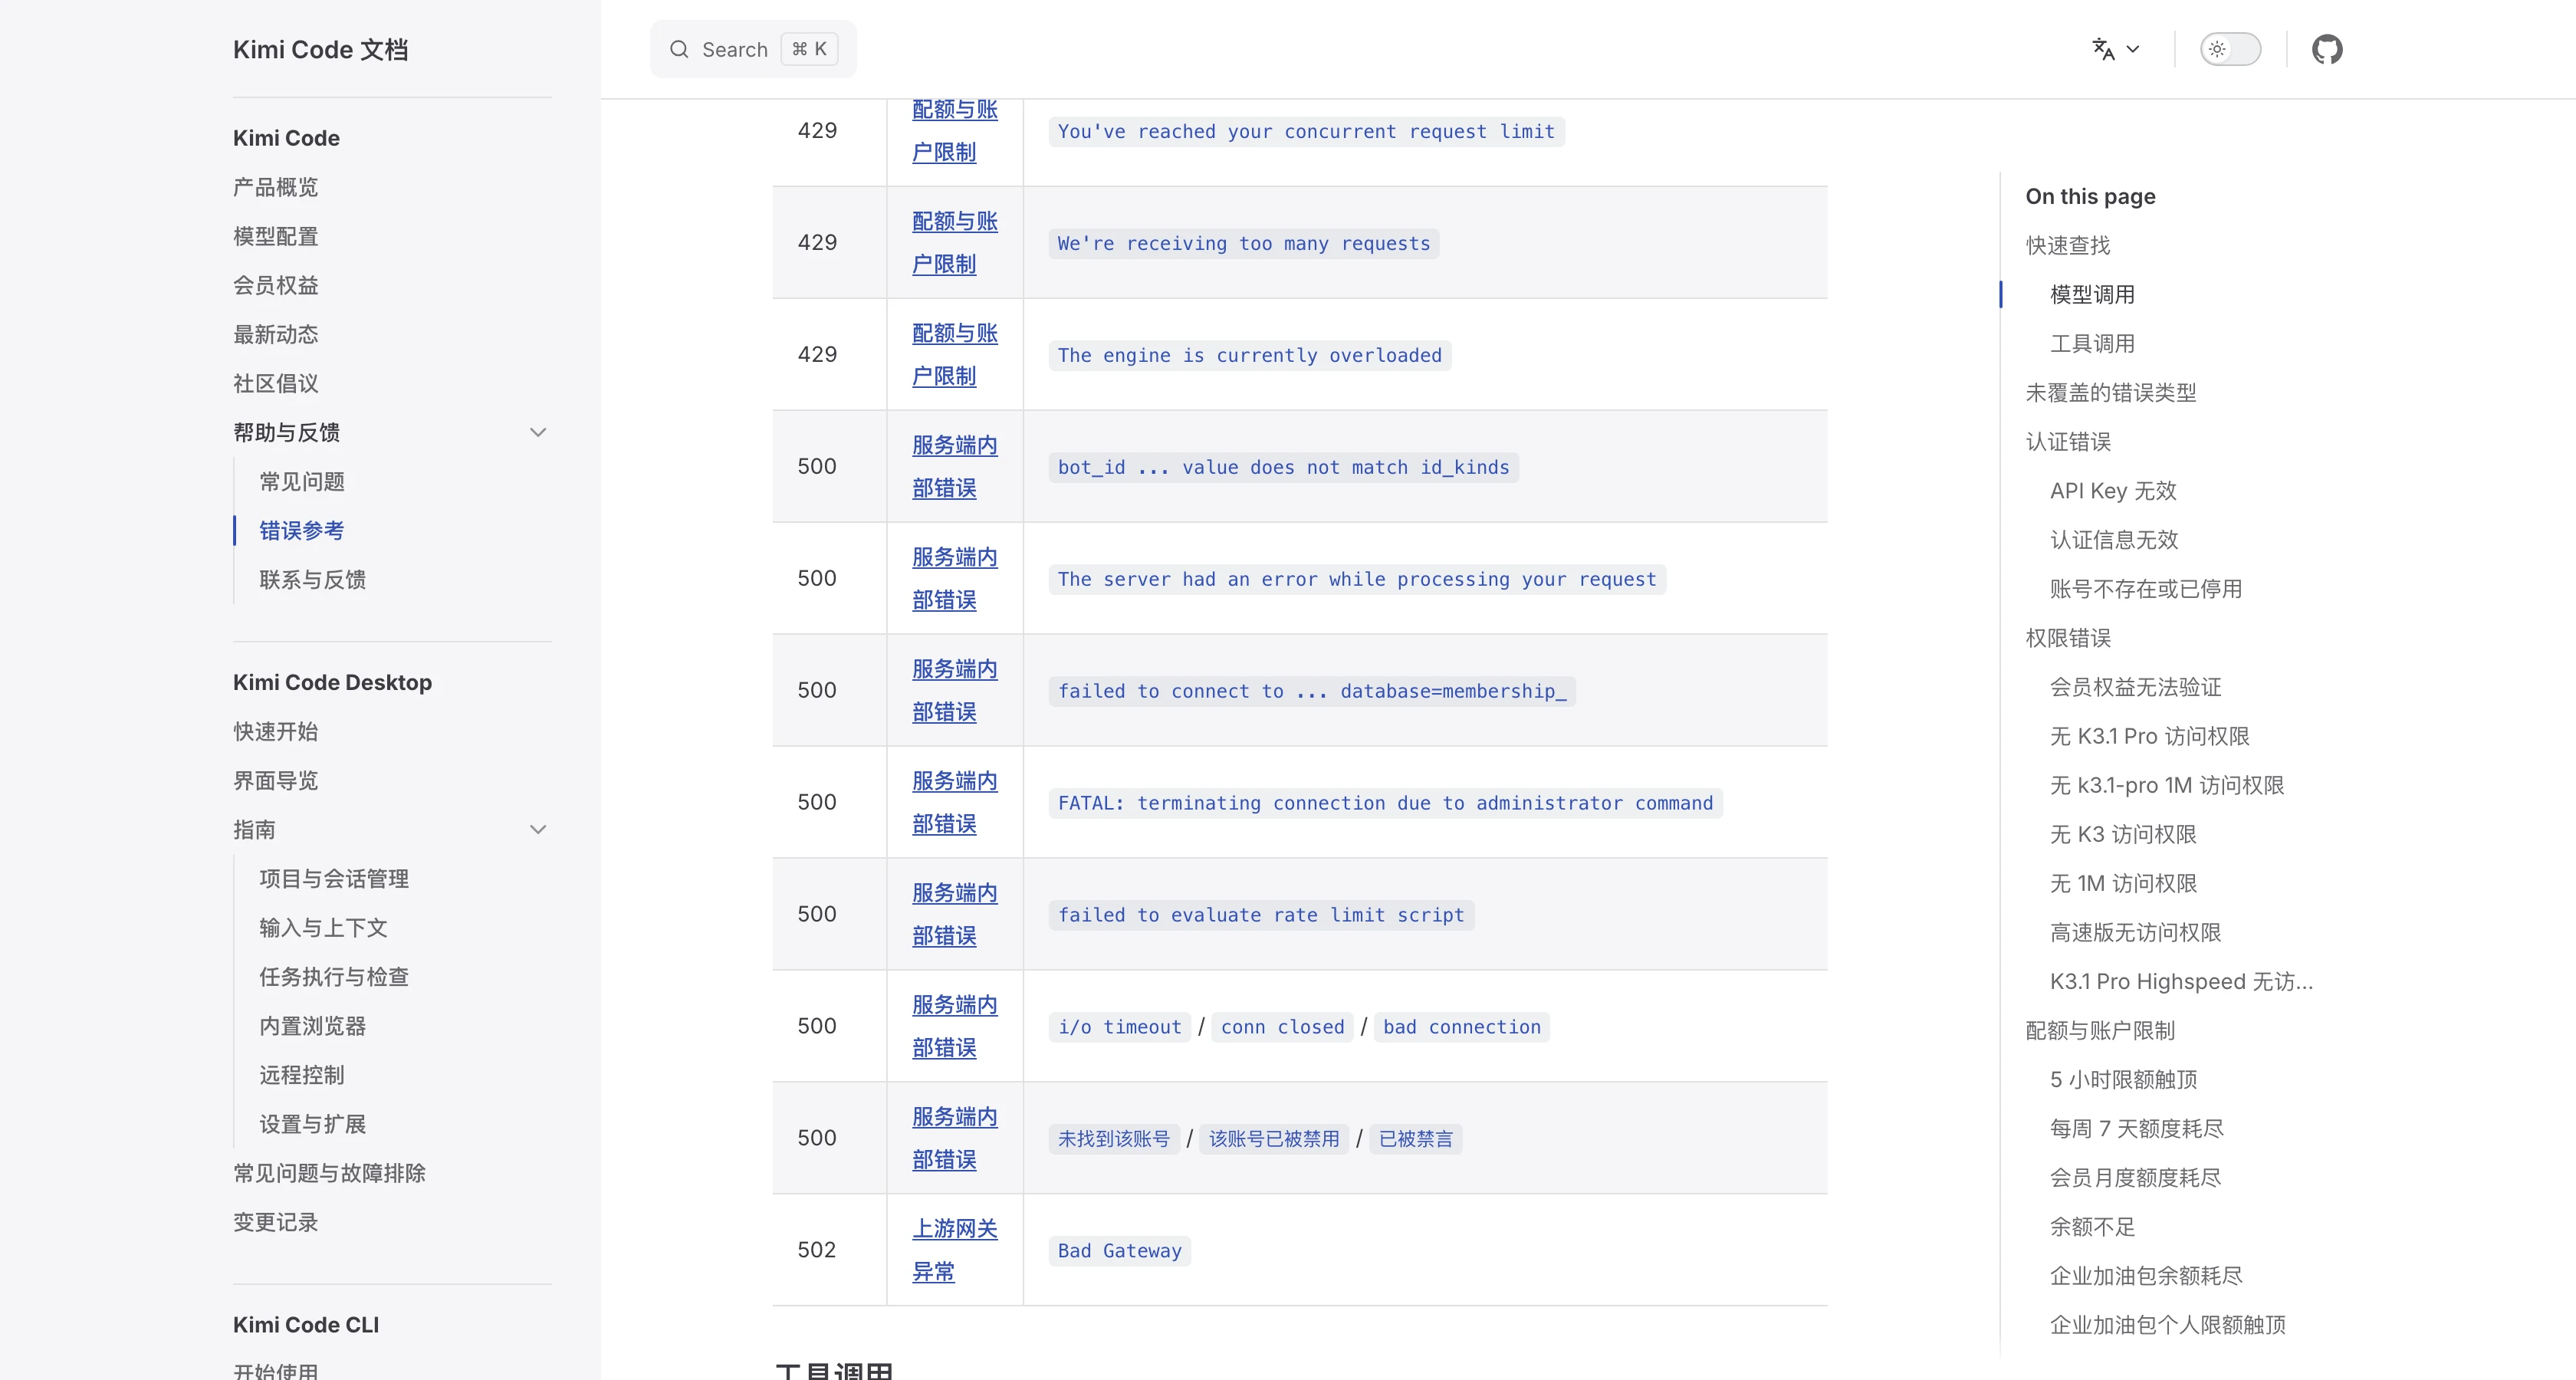 Kimi Code 文档
Search ⌘ K
Kimi Code
产品概览
模型配置
会员权益
最新动态
社区倡议
帮助与反馈
常见问题
错误参考
联系与反馈
Kimi Code Desktop
快速开始
界面导览
指南
项目与会话管理
输入与上下文
任务执行与检查
内置浏览器
远程控制
设置与扩展
常见问题与故障排除
变更记录
Kimi Code CLI
开始使用
429 配额与账 You've reached your concurrent request limit
户限制
429 配额与账 We're receiving too many requests
户限制
429 配额与账 The engine is currently overloaded
户限制
500 服务端内 bot_id ... value does not match id_kinds
部错误
500 服务端内 The server had an error while processing your request
部错误
500 服务端内 failed to connect to ... database=membership_
部错误
500 服务端内 FATAL: terminating connection due to administrator command
部错误
500 服务端内 failed to evaluate rate limit script
部错误
500 服务端内 i/o timeout / conn closed / bad connection
部错误
500 服务端内 未找到该账号 / 该账号已被禁用 / 已被禁言
部错误
502 上游网关 Bad Gateway
异常
工具调用
On this page
快速查找
模型调用
工具调用
未覆盖的错误类型
认证错误
API Key 无效
认证信息无效
账号不存在或已停用
权限错误
会员权益无法验证
无 K3.1 Pro 访问权限
无 k3.1-pro 1M 访问权限
无 K3 访问权限
无 1M 访问权限
高速版无访问权限
K3.1 Pro Highspeed 无访...
配额与账户限制
5 小时限额触顶
每周 7 天额度耗尽
会员月度额度耗尽
余额不足
企业加油包余额耗尽
企业加油包个人限额触顶